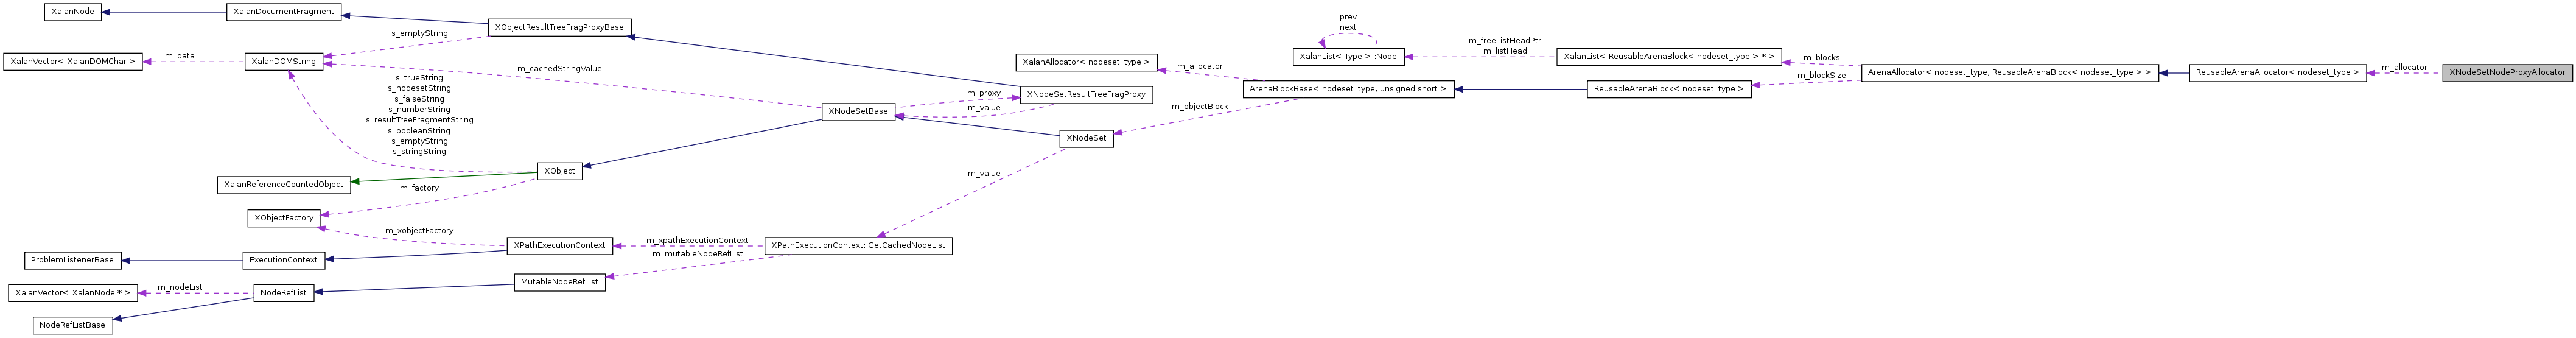 XalanNode
XalanDocumentFragment
XObjectResultTreeFragProxyBase
s_emptyString
XalanVector< XalanDOMChar >
m_data
XalanDOMString
m_cachedStringValue
s_trueString
s_nodesetString
s_falseString
s_numberString
s_resultTreeFragmentString
s_booleanString
s_emptyString
s_stringString
XNodeSetBase
m_proxy
m_value
XNodeSetResultTreeFragProxy
XNodeSet
XObject
XalanReferenceCountedObject
m_factory
XObjectFactory
m_xobjectFactory
XPathExecutionContext
m_xpathExecutionContext
m_mutableNodeRefList
XPathExecutionContext::GetCachedNodeList
m_value
ProblemListenerBase
ExecutionContext
MutableNodeRefList
XalanVector< XalanNode * >
m_nodeList
NodeRefList
NodeRefListBase
XalanAllocator< nodeset_type >
m_allocator
ArenaBlockBase< nodeset_type, unsigned short >
m_objectBlock
prev
next
XalanList< Type >::Node
m_freeListHeadPtr
m_listHead
XalanList< ReusableArenaBlock< nodeset_type > * >
ReusableArenaBlock< nodeset_type >
m_blocks
m_blockSize
ArenaAllocator< nodeset_type, ReusableArenaBlock< nodeset_type > >
ReusableArenaAllocator< nodeset_type >
m_allocator
XNodeSetNodeProxyAllocator